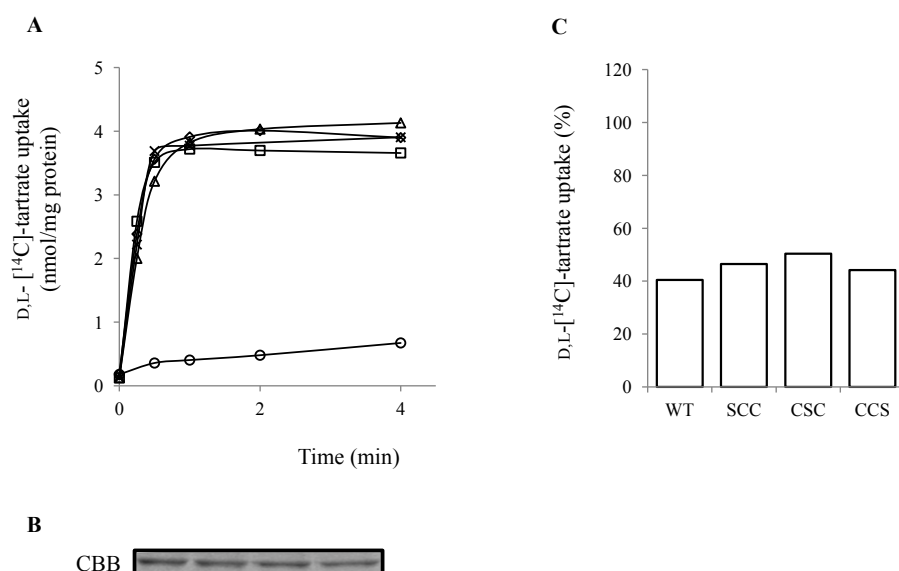 A
D,L- [14C]-tartrate uptake
(nmol/mg protein)
5
4
3
2
1
0
0 2 4
Time (min)
B
CBB
C
D,L-[14C]-tartrate uptake (%)
120
100
80
60
40
20
0
WT SCC CSC CCS